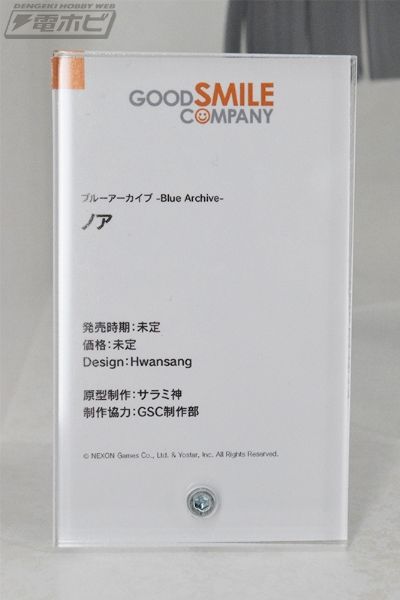 DENGEKI HOBBY WEB
電ホビ
GOODSMILE
COMPANY
ブルーアーカイブ -Blue Archive-
ノア
発売時期:未定
価格:未定
Design:Hwansang
原型制作:サラミ神
制作協力:GSC制作部
© NEXON Games Co., Ltd. & Yostar, Inc. All Rights Reserved.